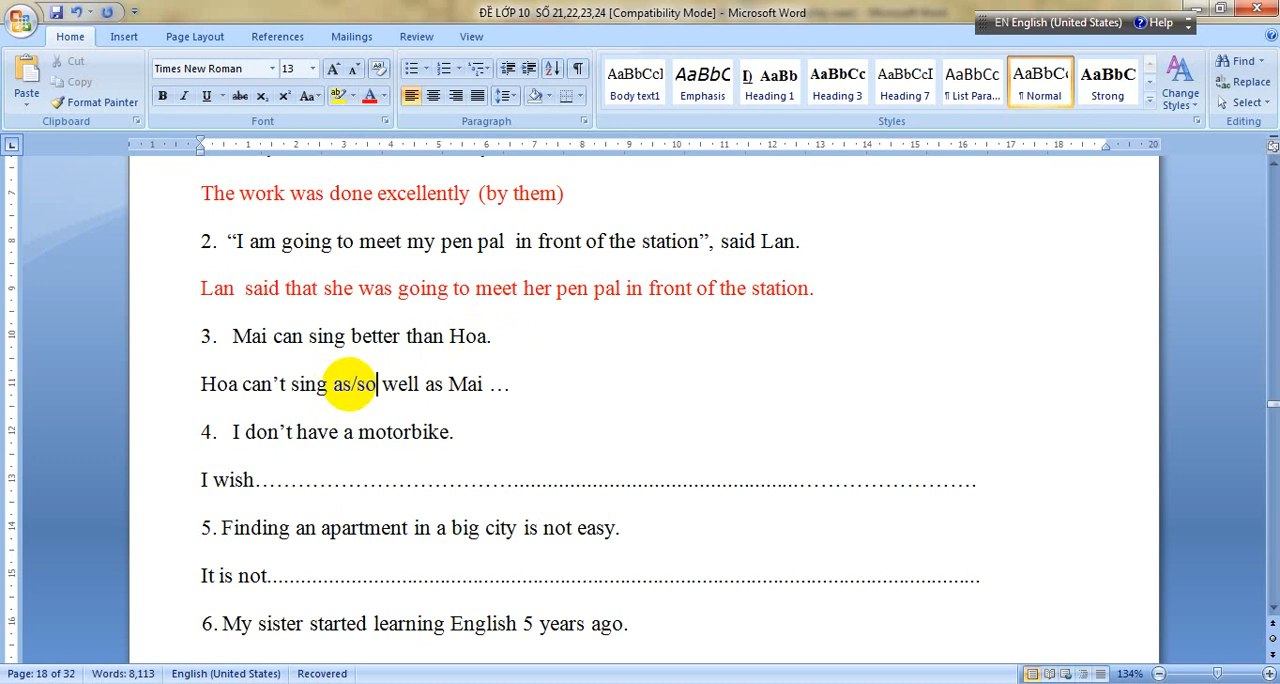 ĐỀ LỚP 10 SỐ 21,22,23,24 [Compatibility Mode] - Microsoft Word
EN English (United States) Help
Home Insert Page Layout References Mailings Review View
Paste Cut Copy Format Painter
Times New Roman 13
AaBbCcI AaBbC I) AaBb AaBbCc AaBbCcI AaBbCc AaBbCc AaBbC
Body text1 Emphasis Heading 1 Heading 3 Heading 7 ¶ List Para... ¶ Normal Strong
Change Styles
Find Replace Select
Clipboard Font Paragraph Styles Editing
The work was done excellently (by them)
2. “I am going to meet my pen pal in front of the station”, said Lan.
Lan said that she was going to meet her pen pal in front of the station.
3. Mai can sing better than Hoa.
Hoa can’t sing as/so well as Mai …
4. I don’t have a motorbike.
I wish……………………………………………………………………………….
5. Finding an apartment in a big city is not easy.
It is not....................................................................................................
6. My sister started learning English 5 years ago.
Page: 18 of 32 Words: 8,113 English (United States) Recovered 134%